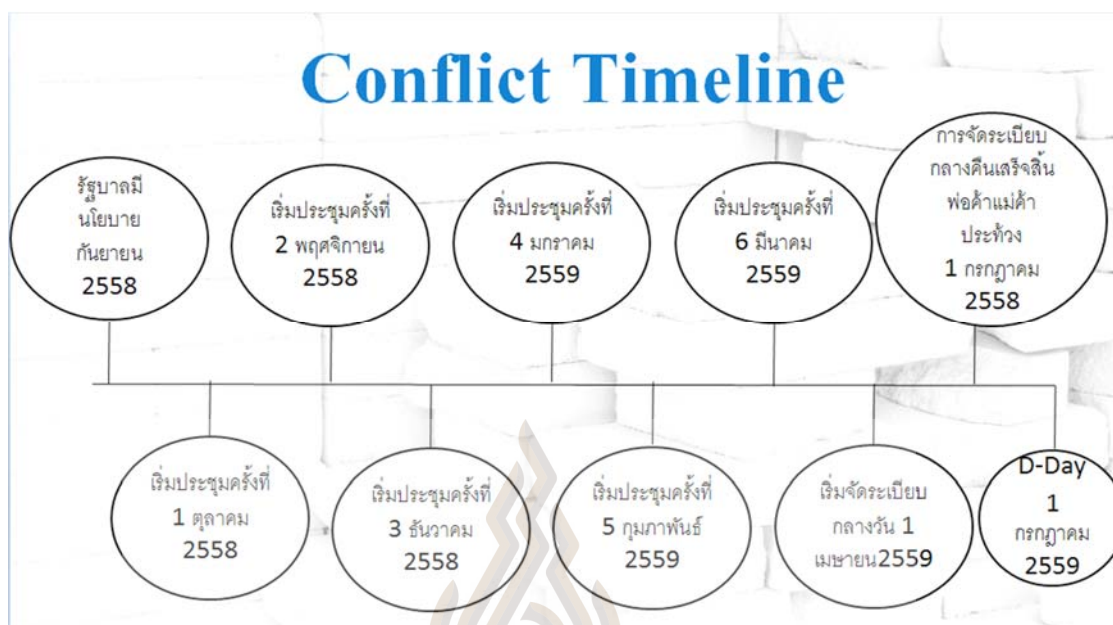 Conflict Timeline
รัฐบาลมี
นโยบาย
กันยายน
2558
เริ่มประชุมครั้งที่
2 พฤศจิกายน
2558
เริ่มประชุมครั้งที่
4 มกราคม
2559
เริ่มประชุมครั้งที่
6 มีนาคม
2559
การจัดระเบียบ
กลางคืนเสร็จสิ้น
พ่อค้าแม่ค้า
ประท้วง
1 กรกฎาคม
2558
เริ่มประชุมครั้งที่
1 ตุลาคม
2558
เริ่มประชุมครั้งที่
3 ธันวาคม
2558
เริ่มประชุมครั้งที่
5 กุมภาพันธ์
2559
เริ่มจัดระเบียบ
กลางวัน 1
เมษายน2559
D-Day
1
กรกฎาคม
2559